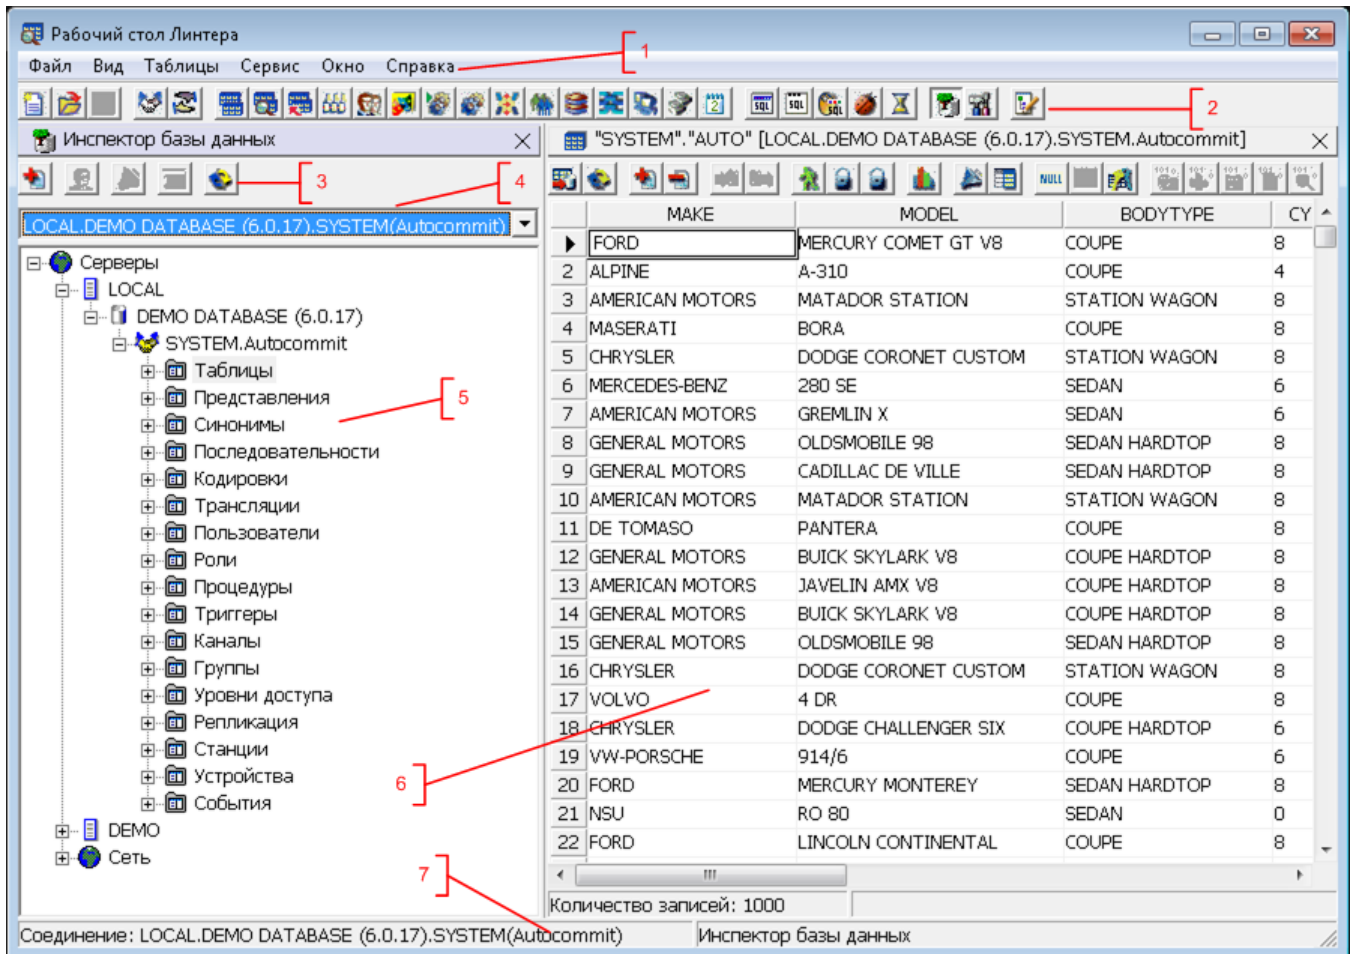 Рабочий стол Линтера
Файл Вид Таблицы Сервис Окно Справка
1
2
Инспектор базы данных
"SYSTEM"."AUTO" [LOCAL.DEMO DATABASE (6.0.17).SYSTEM.Autocommit]
3
4
LOCAL.DEMO DATABASE (6.0.17).SYSTEM(Autocommit)
Серверы
LOCAL
DEMO DATABASE (6.0.17)
SYSTEM.Autocommit
Таблицы
Представления
Синонимы
Последовательности
Кодировки
Трансляции
Пользователи
Роли
Процедуры
Триггеры
Каналы
Группы
Уровни доступа
Репликация
Станции
Устройства
События
DEMO
Сеть
5
6
7
NULL
MAKE MODEL BODYTYPE CY
FORD MERCURY COMET GT V8 COUPE 8
2 ALPINE A-310 COUPE 4
3 AMERICAN MOTORS MATADOR STATION STATION WAGON 8
4 MASERATI BORA COUPE 8
5 CHRYSLER DODGE CORONET CUSTOM STATION WAGON 8
6 MERCEDES-BENZ 280 SE SEDAN 6
7 AMERICAN MOTORS GREMLIN X SEDAN 6
8 GENERAL MOTORS OLDSMOBILE 98 SEDAN HARDTOP 8
9 GENERAL MOTORS CADILLAC DE VILLE SEDAN HARDTOP 8
10 AMERICAN MOTORS MATADOR STATION STATION WAGON 8
11 DE TOMASO PANTERA COUPE 8
12 GENERAL MOTORS BUICK SKYLARK V8 COUPE HARDTOP 8
13 AMERICAN MOTORS JAVELIN AMX V8 COUPE HARDTOP 8
14 GENERAL MOTORS BUICK SKYLARK V8 COUPE HARDTOP 8
15 GENERAL MOTORS OLDSMOBILE 98 SEDAN HARDTOP 8
16 CHRYSLER DODGE CORONET CUSTOM STATION WAGON 8
17 VOLVO 4 DR COUPE 8
18 CHRYSLER DODGE CHALLENGER SIX COUPE HARDTOP 6
19 VW-PORSCHE 914/6 COUPE 6
20 FORD MERCURY MONTEREY SEDAN HARDTOP 8
21 NSU RO 80 SEDAN 0
22 FORD LINCOLN CONTINENTAL COUPE 8
Количество записей: 1000
Соединение: LOCAL.DEMO DATABASE (6.0.17).SYSTEM(Autocommit)
Инспектор базы данных